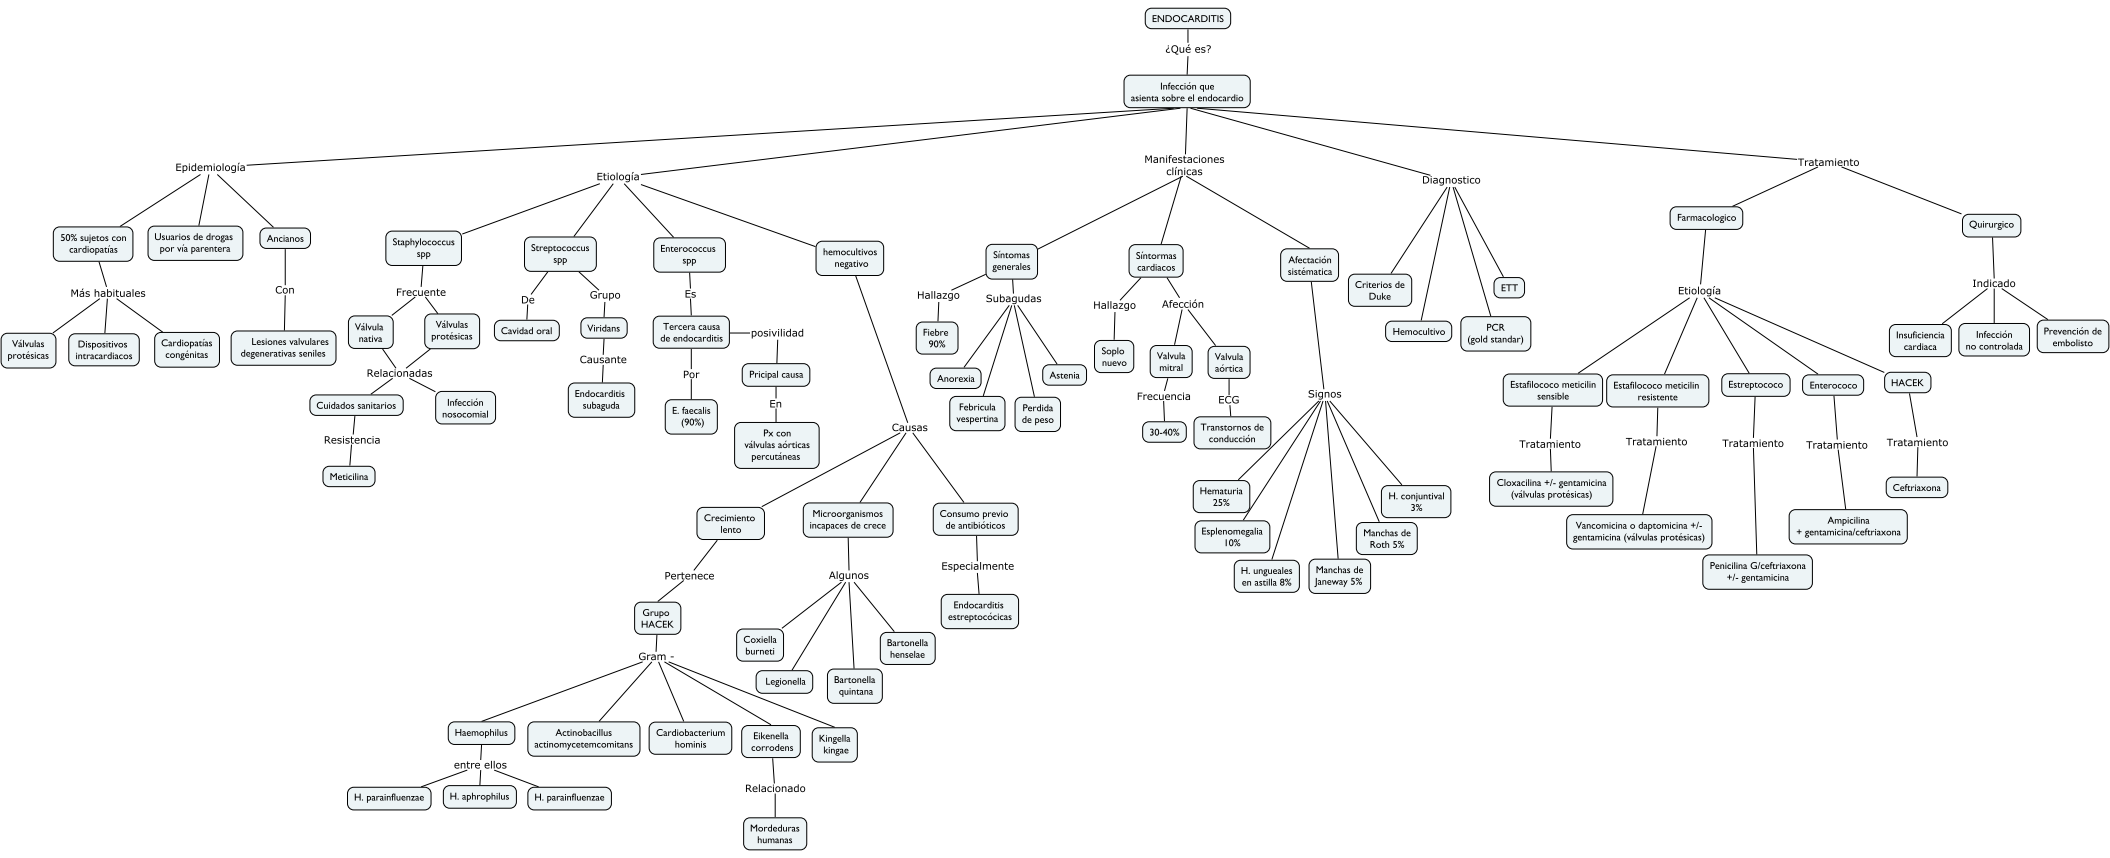 ENDOCARDITIS
¿Qué es?
Infección que
asienta sobre el endocardio
Epidemiología
50% sujetos con
cardiopatías
Más habituales
Válvulas
protésicas
Dispositivos
intracardiacos
Cardiopatías
congénitas
Usuarios de drogas
por vía parentera
Ancianos
Con
Lesiones valvulares
degenerativas seniles
Etiología
Staphylococcus
spp
Frecuente
Válvula
nativa
Válvulas
protésicas
Relacionadas
Cuidados sanitarios
Infección
nosocomial
Resistencia
Meticilina
Streptococcus
spp
De
Cavidad oral
Grupo
Viridans
Causante
Endocarditis
subaguda
Enterococcus
spp
Es
Tercera causa
de endocarditis
Por
E. faecalis
(90%)
posivilidad
Pricipal causa
En
Px con
válvulas aórticas
percutáneas
hemocultivos
negativo
Causas
Crecimiento
lento
Pertenece
Grupo
HACEK
Gram -
Haemophilus
entre ellos
H. parainfluenzae
H. aphrophilus
H. parainfluenzae
Actinobacillus
actinomycetemcomitans
Cardiobacterium
hominis
Eikenella
corrodens
Relacionado
Mordeduras
humanas
Kingella
kingae
Microorganismos
incapaces de crece
Algunos
Coxiella
burneti
Legionella
Bartonella
quintana
Bartonella
henselae
Consumo previo
de antibióticos
Especialmente
Endocarditis
estreptocócicas
Manifestaciones
clínicas
Síntomas
generales
Hallazgo
Fiebre
90%
Subagudas
Anorexia
Febricula
vespertina
Perdida
de peso
Astenia
Síntormas
cardiacos
Hallazgo
Soplo
nuevo
Afección
Valvula
mitral
Frecuencia
30-40%
Valvula
aórtica
ECG
Transtornos de
conducción
Afectación
sistématica
Signos
Hematuria
25%
Esplenomegalia
10%
H. ungueales
en astilla 8%
Manchas de
Janeway 5%
Manchas de
Roth 5%
H. conjuntival
3%
Diagnostico
Criterios de
Duke
Hemocultivo
PCR
(gold standar)
ETT
Tratamiento
Farmacologico
Etiología
Estafilococo meticilin
sensible
Tratamiento
Cloxacilina +/- gentamicina
(válvulas protésicas)
Estafilococo meticilin
resistente
Tratamiento
Vancomicina o daptomicina +/-
gentamicina (válvulas protésicas)
Estreptococo
Tratamiento
Penicilina G/ceftriaxona
+/- gentamicina
Enterococo
Tratamiento
Ampicilina
+ gentamicina/ceftriaxona
HACEK
Tratamiento
Ceftriaxona
Quirurgico
Indicado
Insuficiencia
cardiaca
Infección
no controlada
Prevención de
embolisto